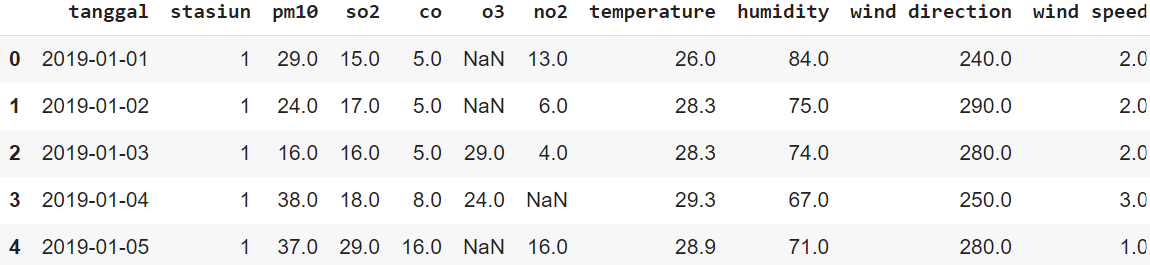 tanggal stasiun pm10 so2 co o3 no2 temperature humidity wind direction wind speed
0 2019-01-01 1 29.0 15.0 5.0 NaN 13.0 26.0 84.0 240.0 2.0
1 2019-01-02 1 24.0 17.0 5.0 NaN 6.0 28.3 75.0 290.0 2.0
2 2019-01-03 1 16.0 16.0 5.0 29.0 4.0 28.3 74.0 280.0 2.0
3 2019-01-04 1 38.0 18.0 8.0 24.0 NaN 29.3 67.0 250.0 3.0
4 2019-01-05 1 37.0 29.0 16.0 NaN 16.0 28.9 71.0 280.0 1.0